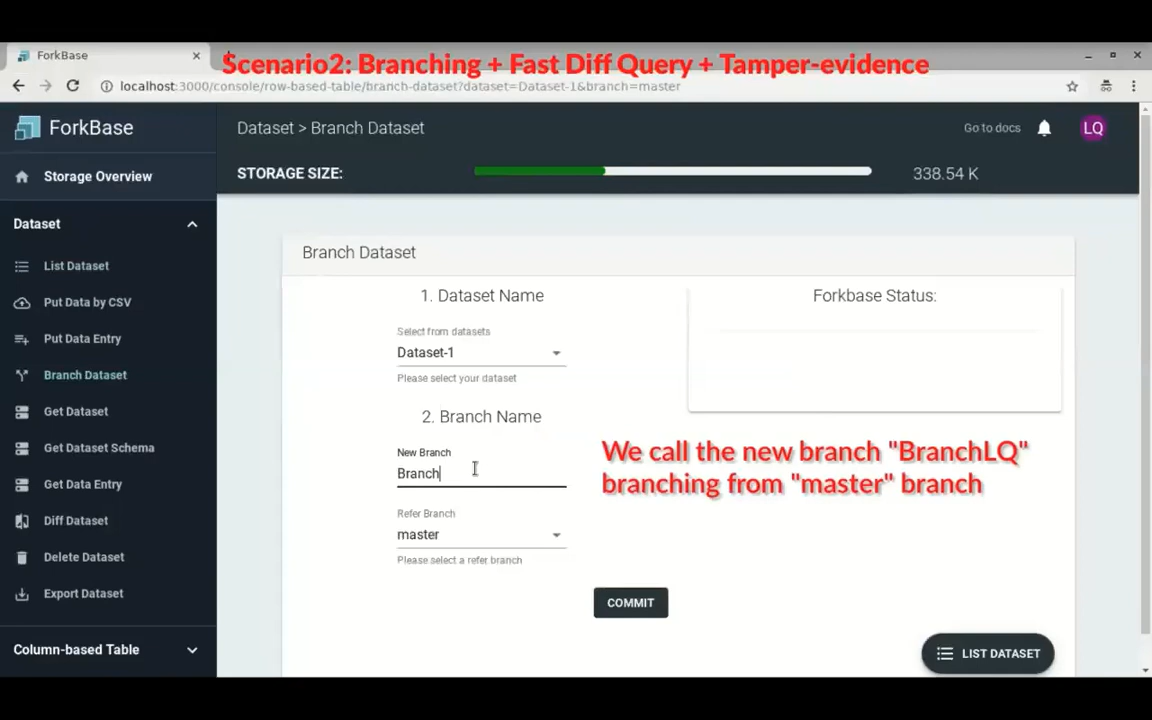 ForkBase
Scenario2: Branching + Fast Diff Query + Tamper-evidence
localhost:3000/console/row-based-table/branch-dataset?dataset=Dataset-1&branch=master
ForkBase
Dataset > Branch Dataset
Go to docs
LQ
Storage Overview
STORAGE SIZE:
338.54 K
Dataset
List Dataset
Put Data by CSV
Put Data Entry
Branch Dataset
Get Dataset
Get Dataset Schema
Get Data Entry
Diff Dataset
Delete Dataset
Export Dataset
Column-based Table
Branch Dataset
1. Dataset Name
Select from datasets
Dataset-1
Please select your dataset
2. Branch Name
New Branch
Branch
Refer Branch
master
Please select a refer branch
COMMIT
Forkbase Status:
We call the new branch "BranchLQ"
branching from "master" branch
LIST DATASET